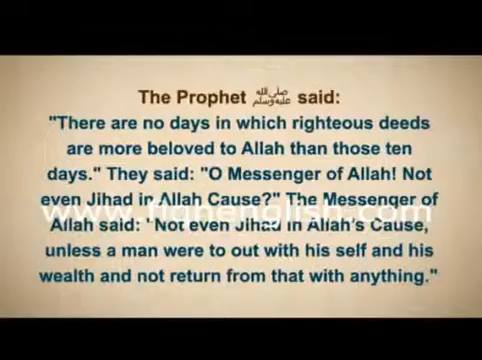 The Prophet ﷺ said:
"There are no days in which righteous deeds
are more beloved to Allah than those ten
days." They said: "O Messenger of Allah! Not
even Jihad in Allah Cause?" The Messenger of
Allah said: "Not even Jihad in Allah's Cause,
unless a man were to out with his self and his
wealth and not return from that with anything."